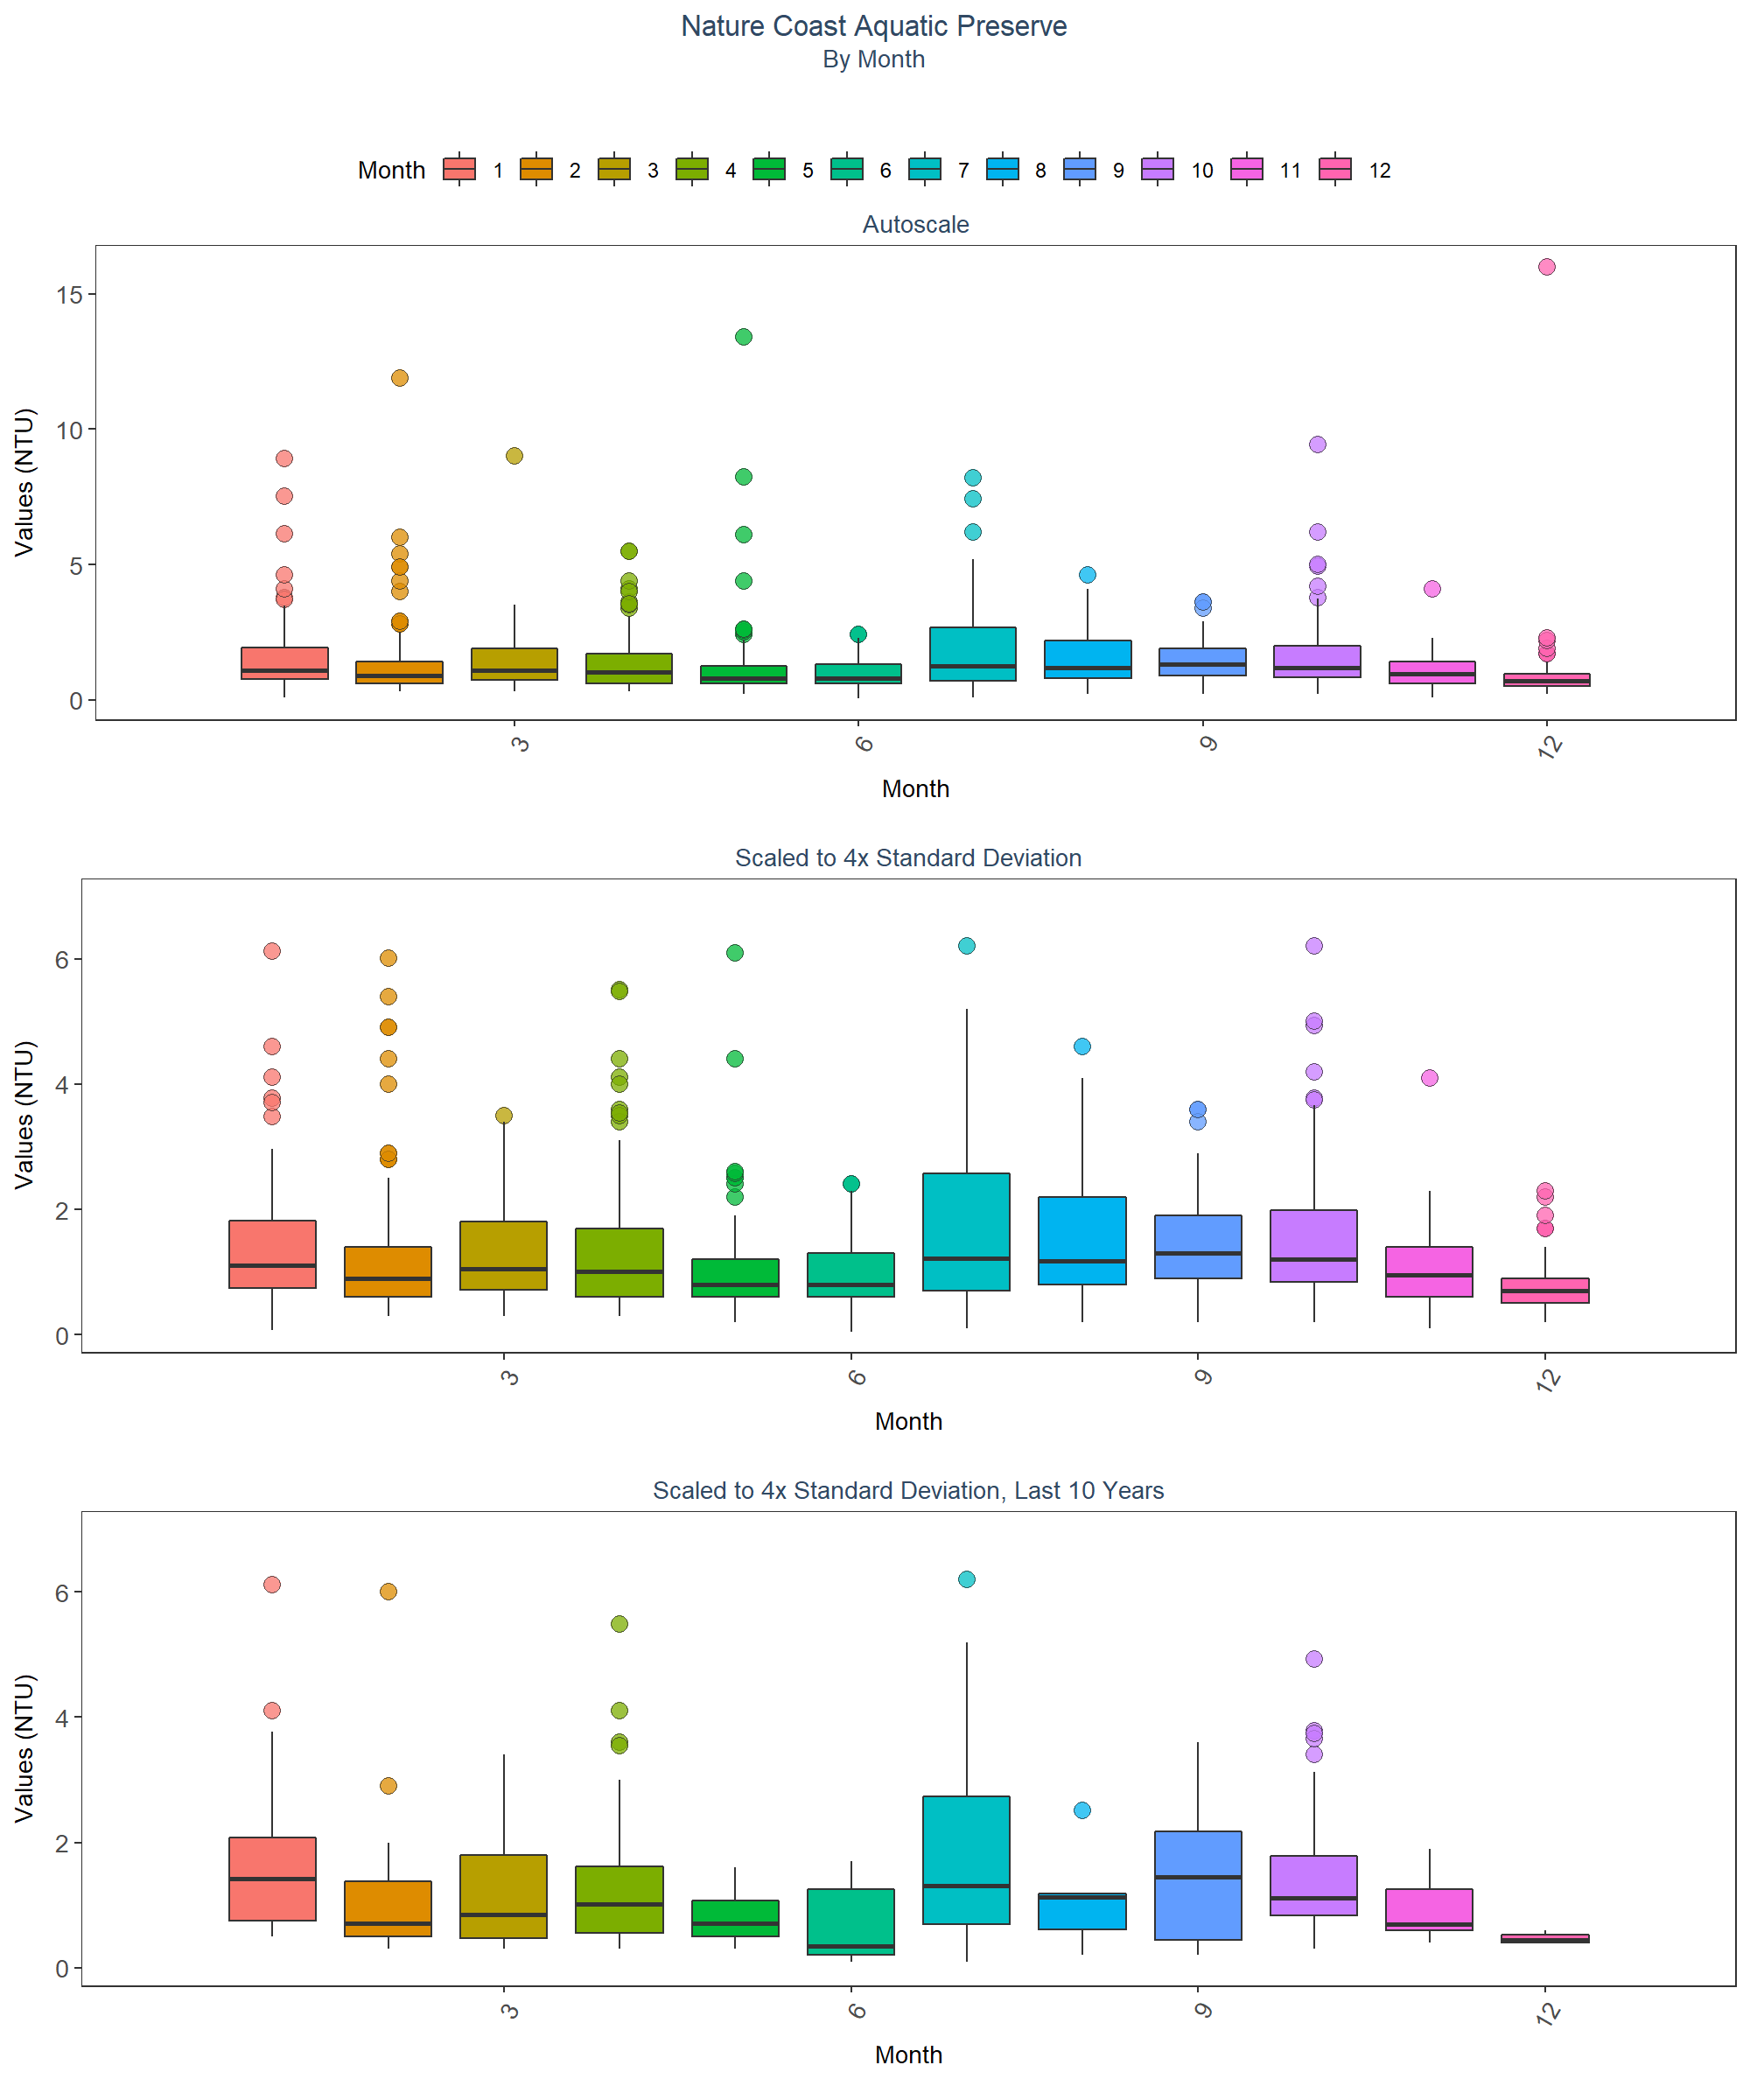 Nature Coast Aquatic Preserve
By Month
Month 1 2 3 4 5 6 7 8 9 10 11 12
Autoscale
Values (NTU)
15
10
5
0
3 6 9 12
Month
Scaled to 4x Standard Deviation
Values (NTU)
6
4
2
0
3 6 9 12
Month
Scaled to 4x Standard Deviation, Last 10 Years
Values (NTU)
6
4
2
0
3 6 9 12
Month